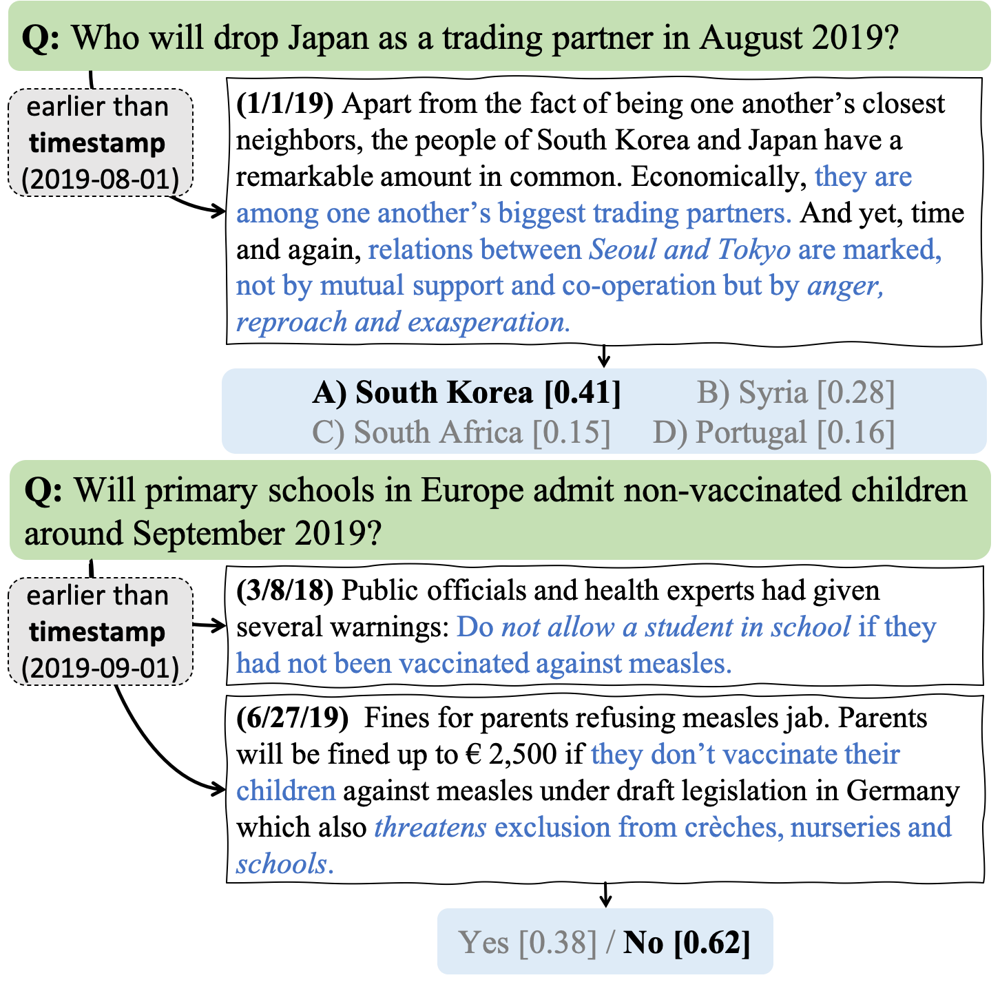 Q: Who will drop Japan as a trading partner in August 2019?
earlier than
timestamp
(2019-08-01)
(1/1/19) Apart from the fact of being one another’s closest
neighbors, the people of South Korea and Japan have a
remarkable amount in common. Economically, they are
among one another’s biggest trading partners. And yet, time
and again, relations between Seoul and Tokyo are marked,
not by mutual support and co-operation but by anger,
reproach and exasperation.
A) South Korea [0.41] B) Syria [0.28]
C) South Africa [0.15] D) Portugal [0.16]
Q: Will primary schools in Europe admit non-vaccinated children
around September 2019?
earlier than
timestamp
(2019-09-01)
(3/8/18) Public officials and health experts had given
several warnings: Do not allow a student in school if they
had not been vaccinated against measles.
(6/27/19) Fines for parents refusing measles jab. Parents
will be fined up to € 2,500 if they don’t vaccinate their
children against measles under draft legislation in Germany
which also threatens exclusion from crèches, nurseries and
schools.
Yes [0.38] / No [0.62]